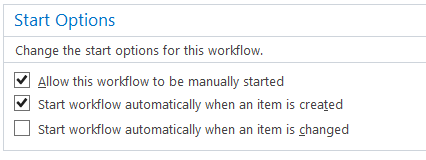 Start Options
Change the start options for this workflow.
Allow this workflow to be manually started
Start workflow automatically when an item is created
Start workflow automatically when an item is changed